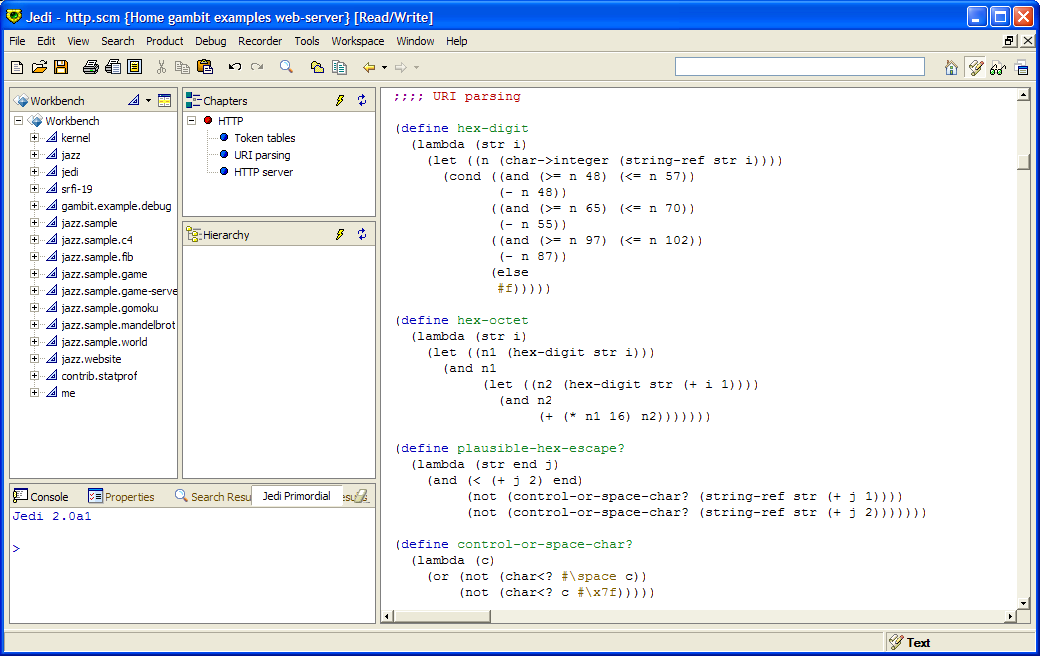 Jedi - http.scm {Home gambit examples web-server} [Read/Write]
File Edit View Search Product Debug Recorder Tools Workspace Window Help
Workbench
Workbench
kernel
jazz
jedi
srfi-19
gambit.example.debug
jazz.sample
jazz.sample.c4
jazz.sample.fib
jazz.sample.game
jazz.sample.game-serve
jazz.sample.gomoku
jazz.sample.mandelbrot
jazz.sample.world
jazz.website
contrib.statprof
me
Chapters
HTTP
Token tables
URI parsing
HTTP server
Hierarchy
Console Properties Search Resu Jedi Primordial
Jedi 2.0a1
>
;;;; URI parsing
(define hex-digit
  (lambda (str i)
    (let ((n (char->integer (string-ref str i))))
      (cond ((and (>= n 48) (<= n 57))
             (- n 48))
            ((and (>= n 65) (<= n 70))
             (- n 55))
            ((and (>= n 97) (<= n 102))
             (- n 87))
            (else
             #f)))))
(define hex-octet
  (lambda (str i)
    (let ((n1 (hex-digit str i)))
      (and n1
           (let ((n2 (hex-digit str (+ i 1))))
             (and n2
                  (+ (* n1 16) n2)))))))
(define plausible-hex-escape?
  (lambda (str end j)
    (and (< (+ j 2) end)
         (not (control-or-space-char? (string-ref str (+ j 1))))
         (not (control-or-space-char? (string-ref str (+ j 2)))))))
(define control-or-space-char?
  (lambda (c)
    (or (not (char<? #\space c))
        (not (char<? c #\x7f)))))
Text